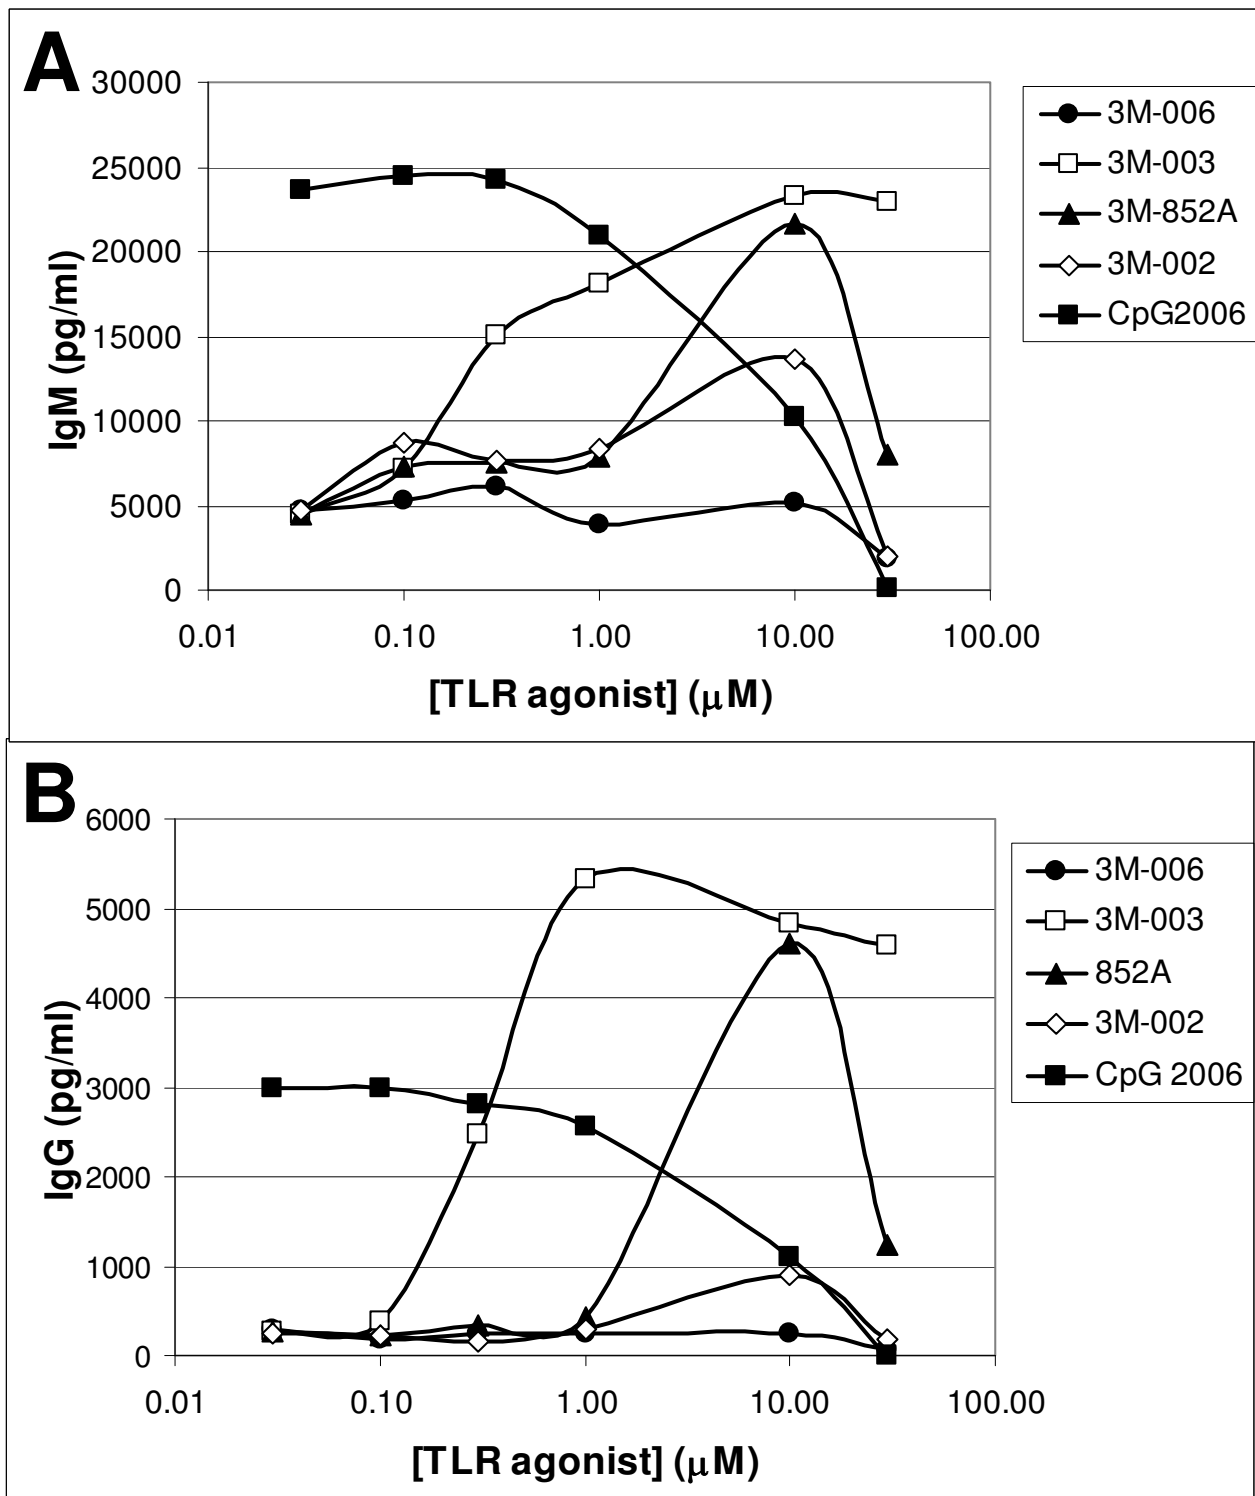 A
30000
25000
20000
15000
10000
5000
0
IgM (pg/ml)
0.01 0.10 1.00 10.00 100.00
[TLR agonist] (μM)
3M-006
3M-003
3M-852A
3M-002
CpG2006
B
6000
5000
4000
3000
2000
1000
0
IgG (pg/ml)
0.01 0.10 1.00 10.00 100.00
[TLR agonist] (μM)
3M-006
3M-003
852A
3M-002
CpG 2006